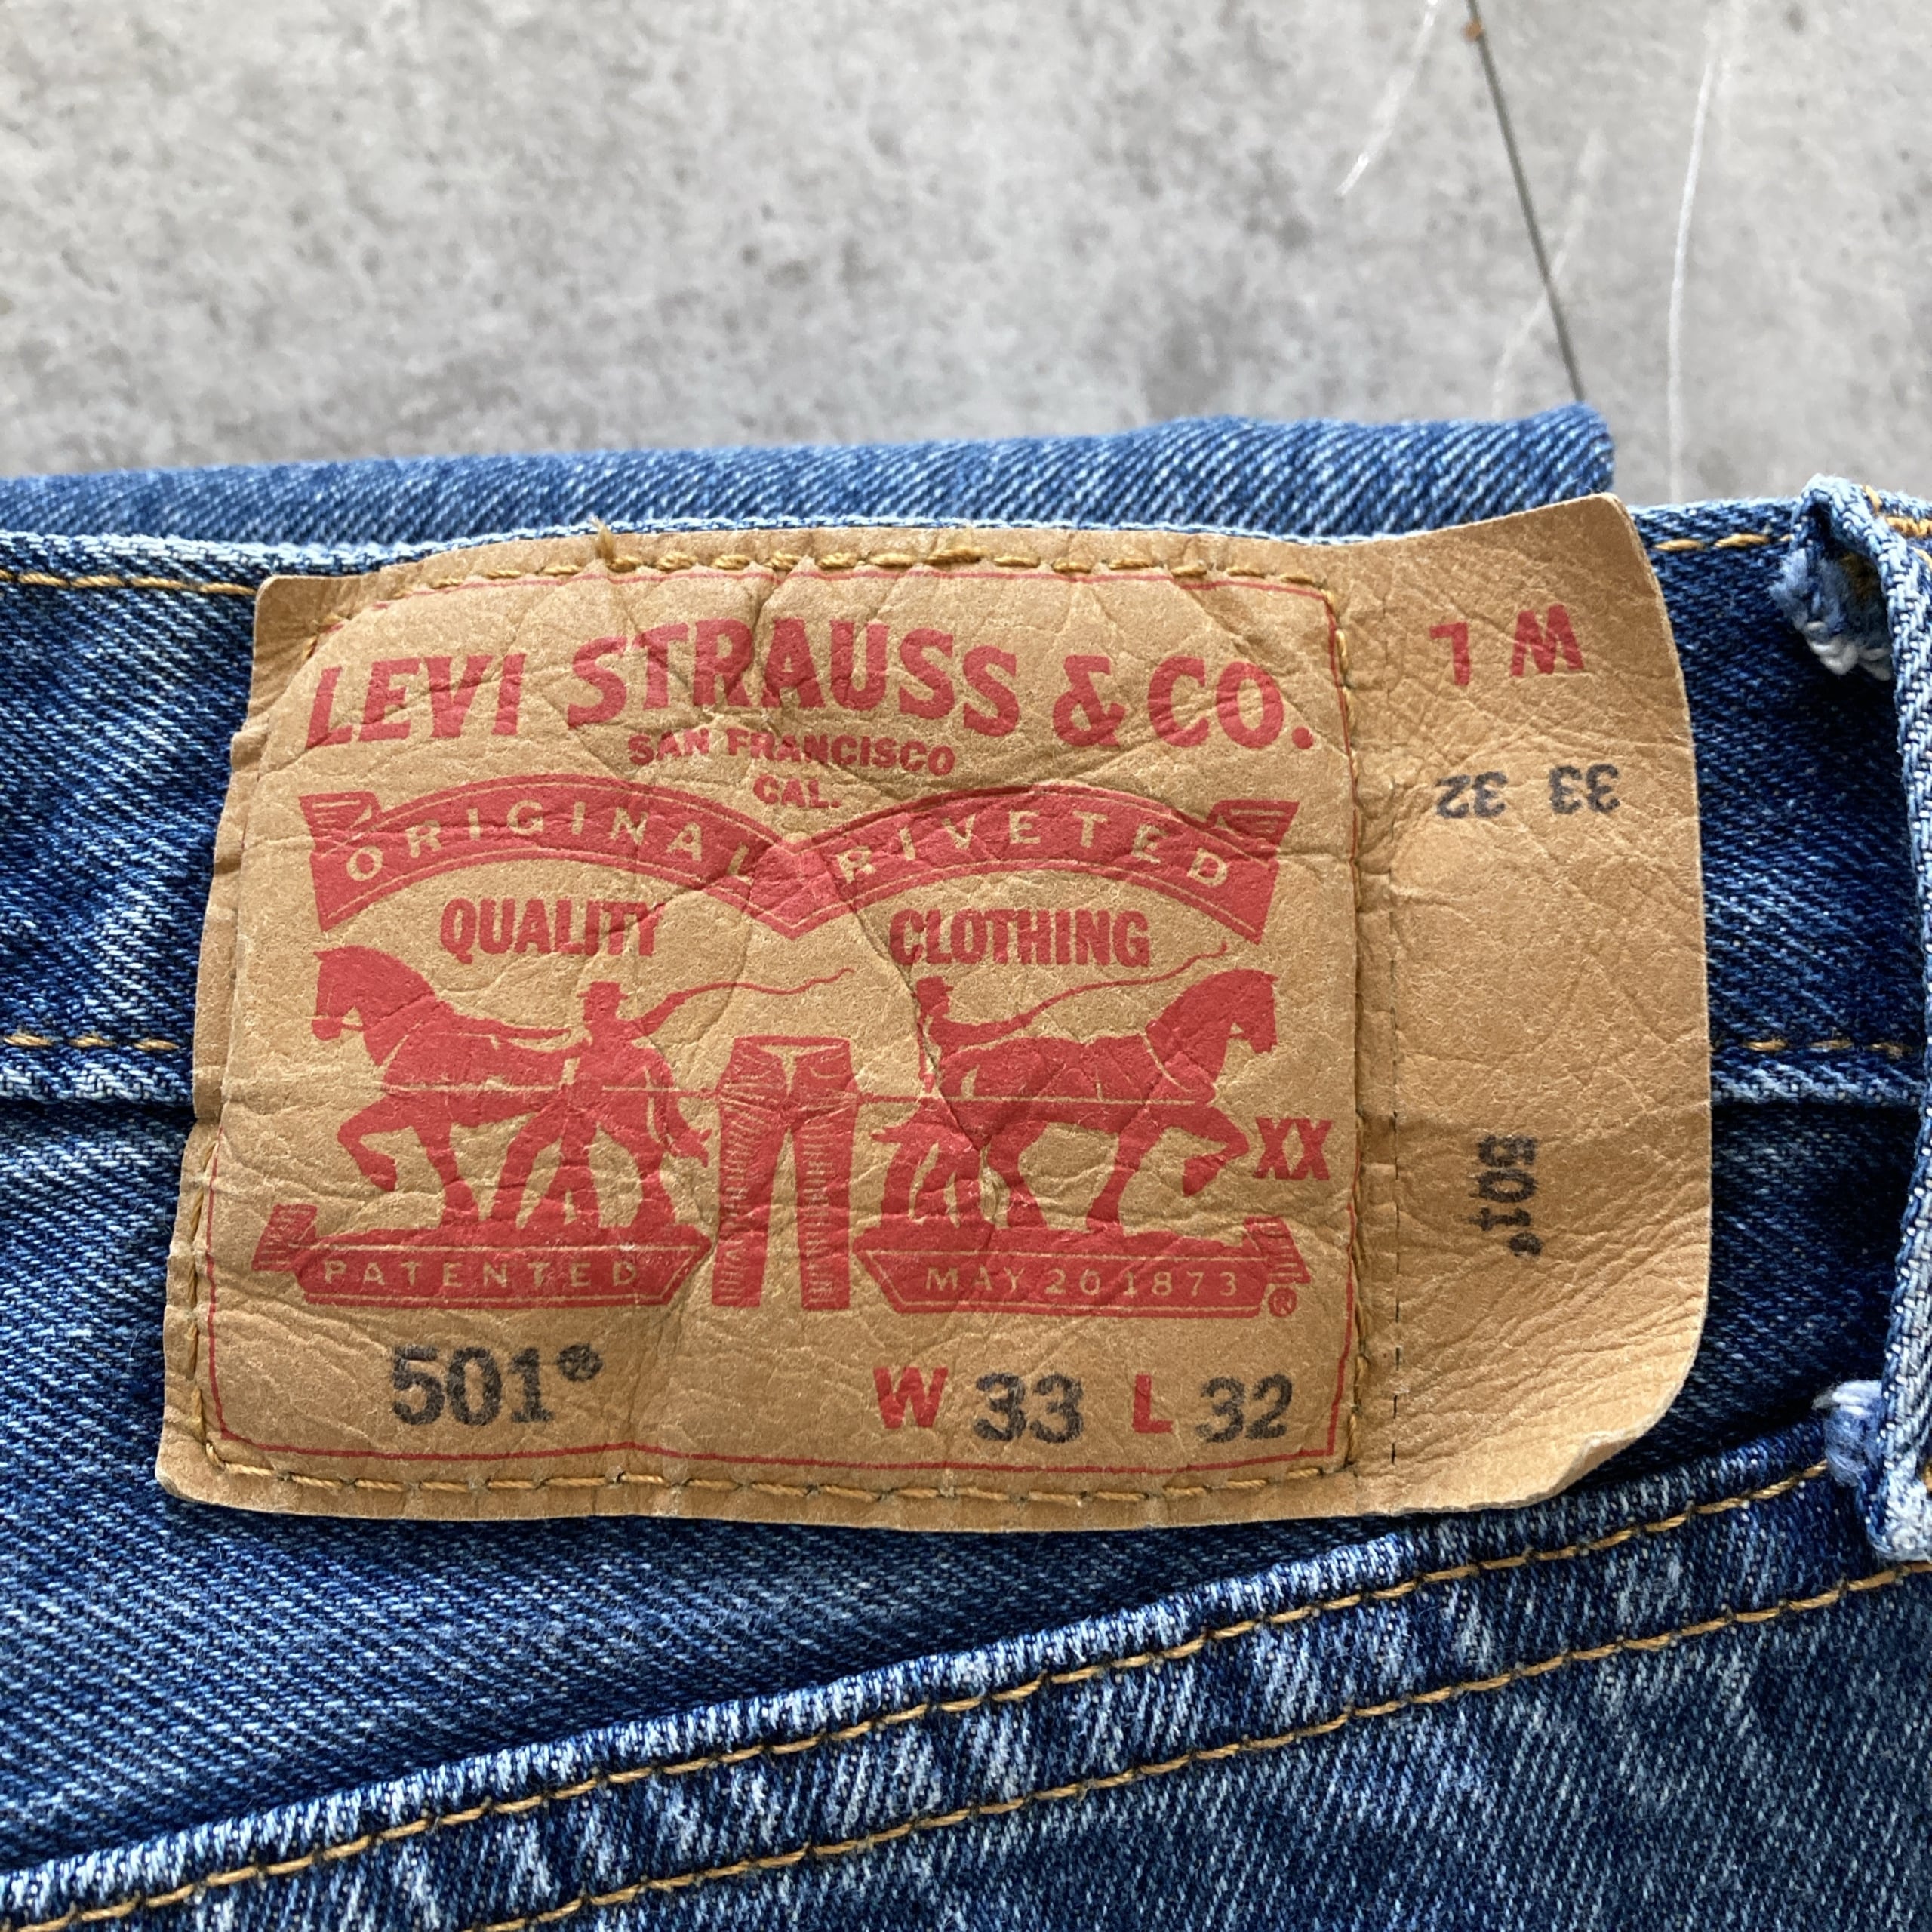 LEVI STRAUSS & CO.
SAN FRANCISCO
CAL.
ORIGINAL RIVETED
QUALITY CLOTHING
XX
PATENTED MAY 20 1873 ®
501® W 33 L 32
W L
33 32
501®